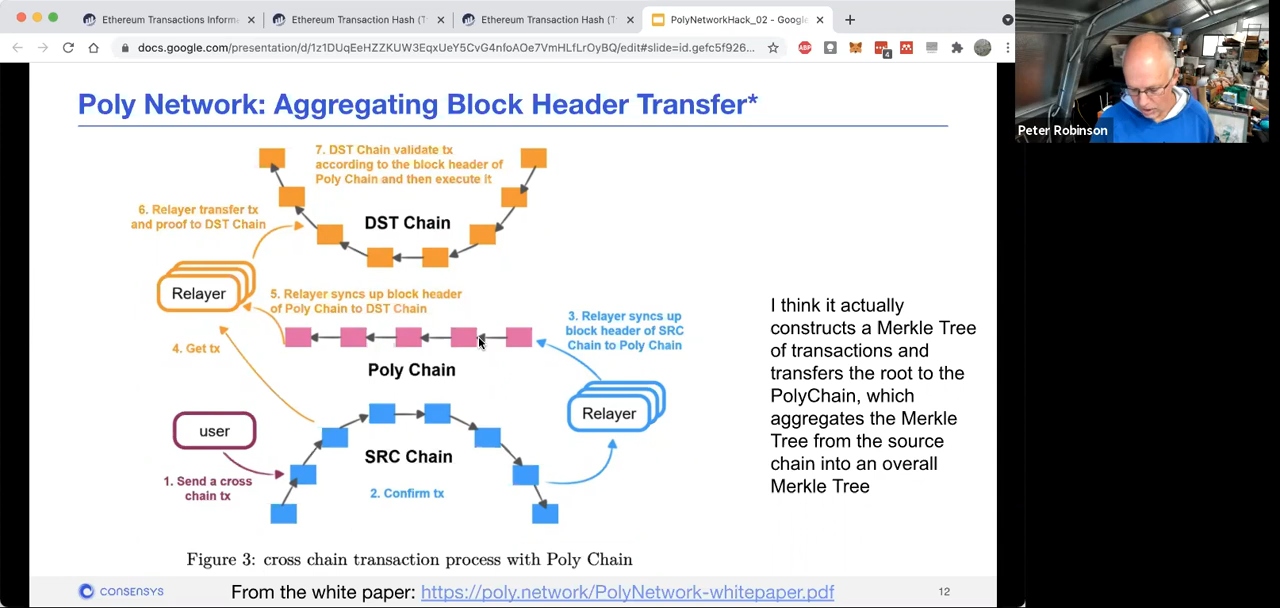 Ethereum Transactions Inform
Ethereum Transaction Hash (T
Ethereum Transaction Hash (T
PolyNetworkHack_02 - Google
docs.google.com/presentation/d/1z1DUqEeHZZKUW3EqxUeY5CvG4nfoAOe7VmHLfLrOyBQ/edit#slide=id.gefc5f926...
ABP
4
Peter Robinson
Poly Network: Aggregating Block Header Transfer*
7. DST Chain validate tx
according to the block header of
Poly Chain and then execute it
6. Relayer transfer tx
and proof to DST Chain
DST Chain
Relayer
5. Relayer syncs up block header
of Poly Chain to DST Chain
3. Relayer syncs up
block header of SRC
Chain to Poly Chain
4. Get tx
Poly Chain
Relayer
user
SRC Chain
1. Send a cross
chain tx
2. Confirm tx
I think it actually
constructs a Merkle Tree
of transactions and
transfers the root to the
PolyChain, which
aggregates the Merkle
Tree from the source
chain into an overall
Merkle Tree
Figure 3: cross chain transaction process with Poly Chain
CONSENSYS
From the white paper: https://poly.network/PolyNetwork-whitepaper.pdf
12